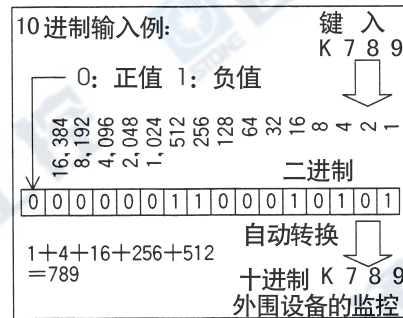 10进制输入例:
键 入
K 7 8 9
0: 正值 1: 负值
16,384 8,192 4,096 2,048 1,024 512 256 128 64 32 16 8 4 2 1
二进制
0 0 0 0 0 0 1 1 0 0 0 1 0 1 0 1
自动转换
1+4+16+256+512
=789
十进制 K 7 8 9
外围设备的监控
STONE